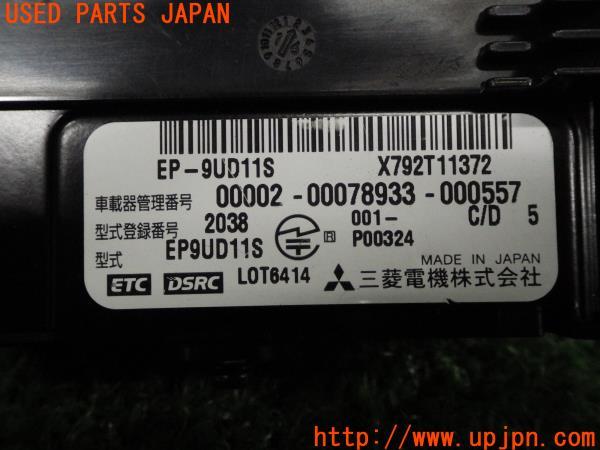 USED PARTS JAPAN
EP-9UD11S X792T11372
車載器管理番号 00002-00078933-000557
型式登録番号 2038 001- C/D 5
型式 EP9UD11S R P00324
MADE IN JAPAN
ETC DSRC LOT6414 三菱電機株式会社
http://www.upjpn.com/